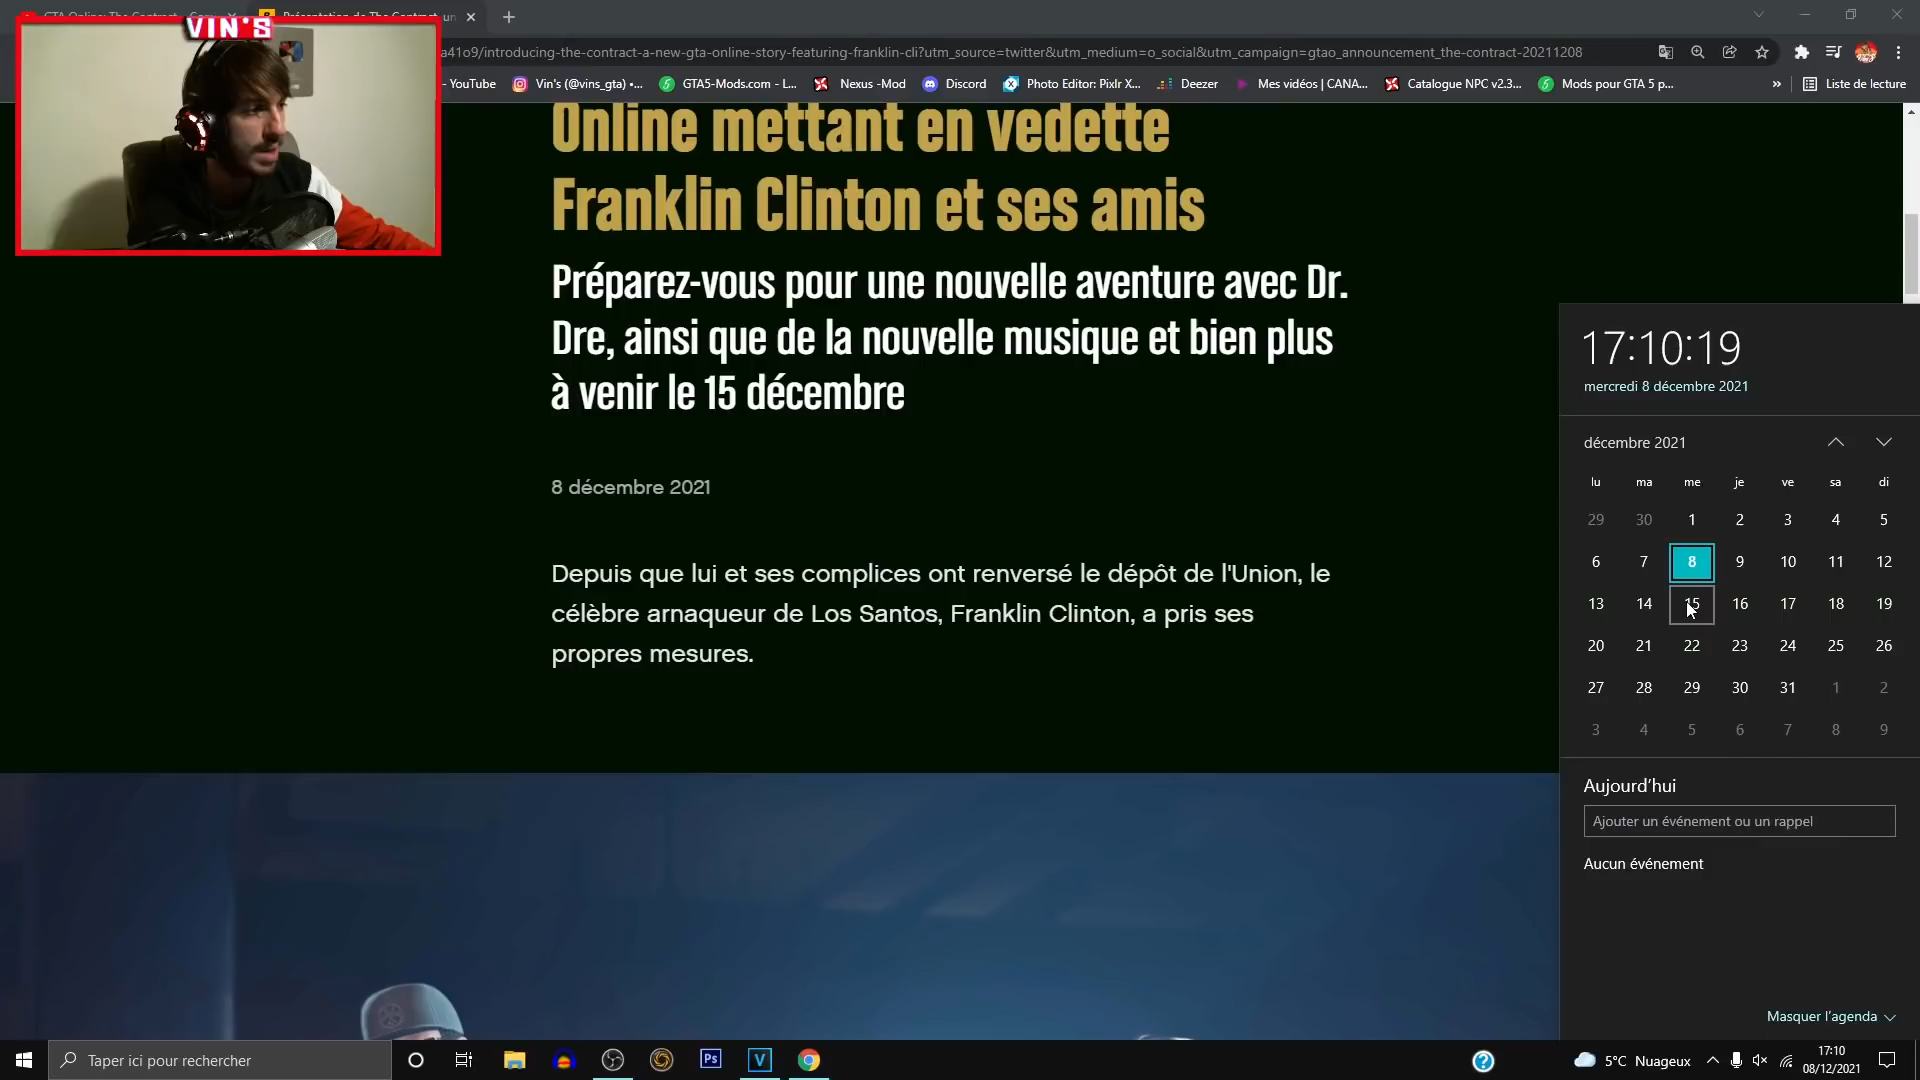 VIN'S
Présentation de The Contract, un
a41o9/introducing-the-contract-a-new-gta-online-story-featuring-franklin-cli?utm_source=twitter&utm_medium=o_social&utm_campaign=gtao_announcement_the-contract-20211208
- YouTube
Vin's (@vins_gta) •...
GTA5-Mods.com - L...
Nexus -Mod
Discord
Photo Editor: Pixlr X...
Deezer
Mes vidéos | CANA...
Catalogue NPC v2.3...
Mods pour GTA 5 p...
»
Liste de lecture
Online mettant en vedette
Franklin Clinton et ses amis
Préparez-vous pour une nouvelle aventure avec Dr.
Dre, ainsi que de la nouvelle musique et bien plus
à venir le 15 décembre
8 décembre 2021
Depuis que lui et ses complices ont renversé le dépôt de l'Union, le
célèbre arnaqueur de Los Santos, Franklin Clinton, a pris ses
propres mesures.
17:10:19
mercredi 8 décembre 2021
décembre 2021
lu ma me je ve sa di
29 30 1 2 3 4 5
6 7 8 9 10 11 12
13 14 15 16 17 18 19
20 21 22 23 24 25 26
27 28 29 30 31 1 2
3 4 5 6 7 8 9
Aujourd'hui
Ajouter un événement ou un rappel
Aucun événement
Masquer l'agenda
Taper ici pour rechercher
Ps
V
5°C Nuageux
17:10
08/12/2021